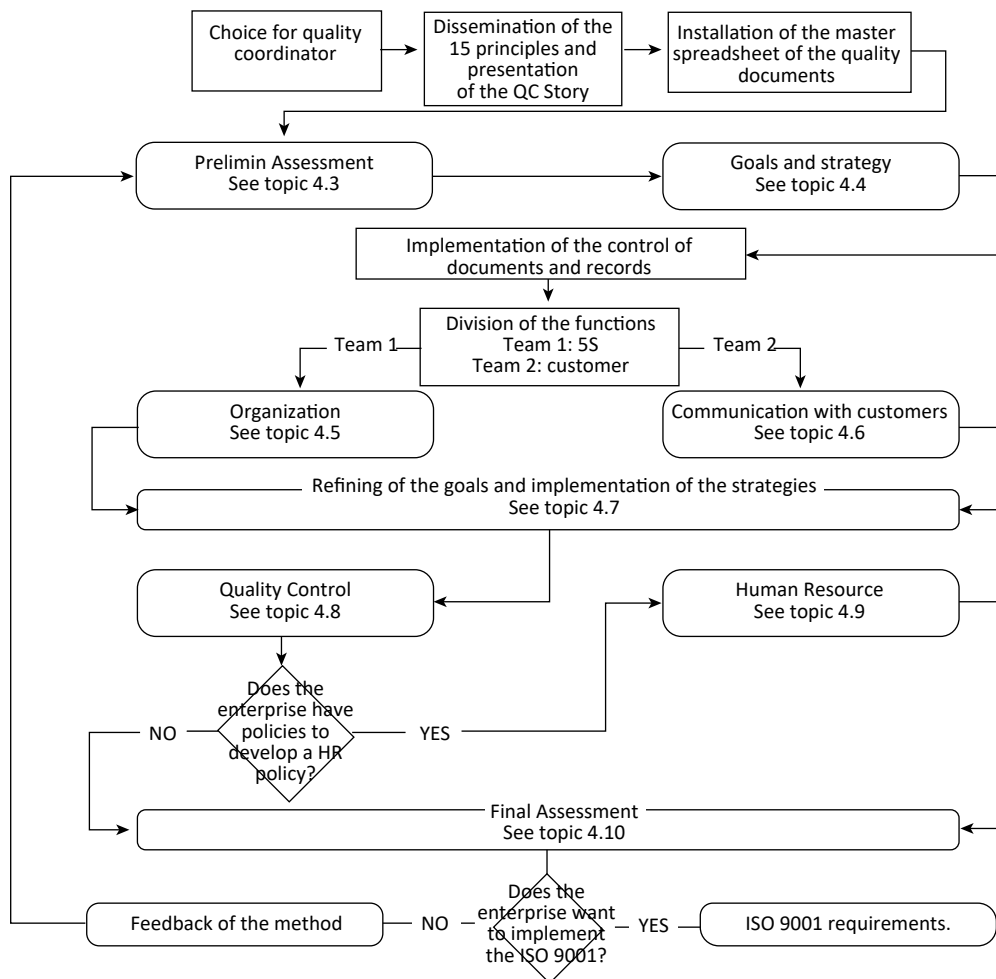 Choice for quality
coordinator
Dissemination of the
15 principles and
presentation
of the QC Story
Installation of the master
spreadsheet of the quality
documents
Prelimin Assessment
See topic 4.3
Goals and strategy
See topic 4.4
Implementation of the control of
documents and records
Division of the functions
Team 1: 5S
Team 2: customer
Team 1
Team 2
Organization
See topic 4.5
Communication with customers
See topic 4.6
Refining of the goals and implementation of the strategies
See topic 4.7
Quality Control
See topic 4.8
Human Resource
See topic 4.9
Does the
enterprise have
policies to
develop a HR
policy?
NO
YES
Final Assessment
See topic 4.10
Does the
enterprise want
to implement
the ISO 9001?
Feedback of the method
NO
YES
ISO 9001 requirements.